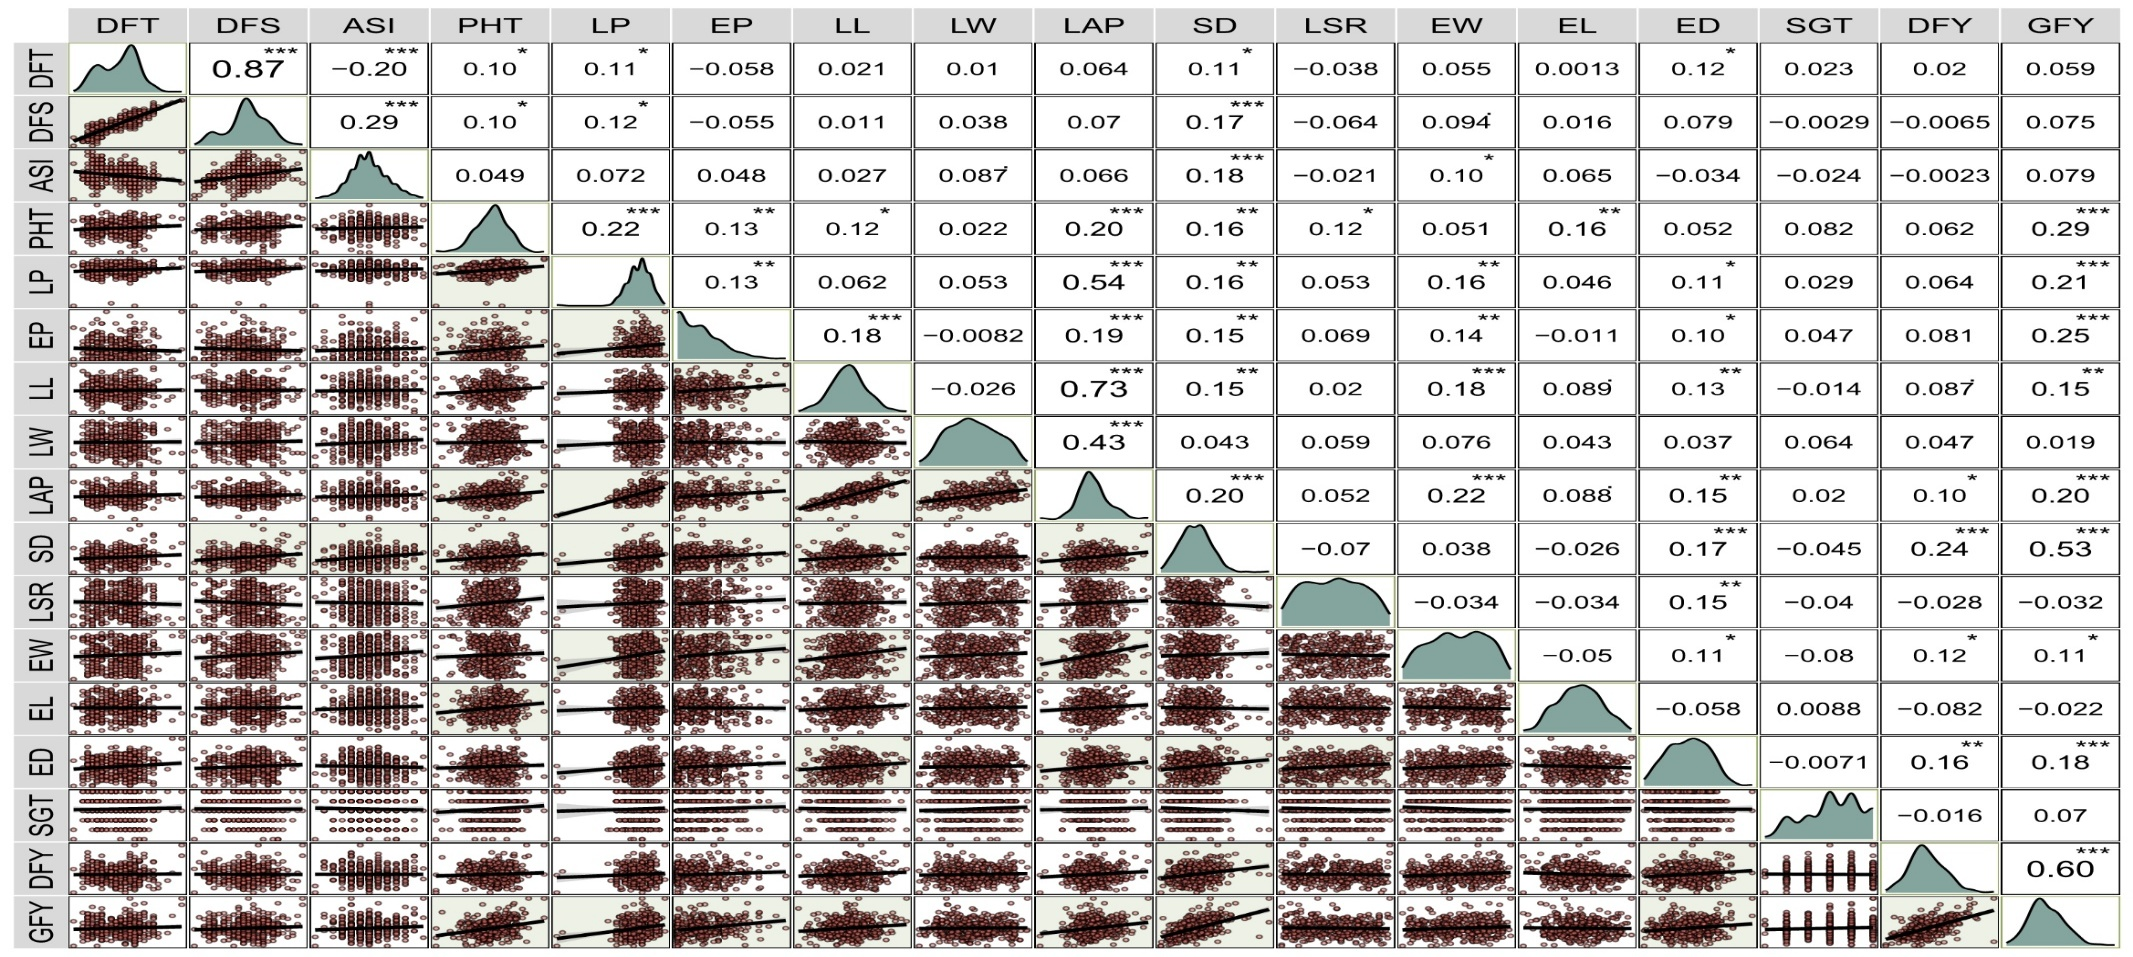 DFT DFS ASI PHT LP EP LL LW LAP SD LSR EW EL ED SGT DFY GFY
DFT 0.87*** −0.20*** 0.10* 0.11* −0.058 0.021 0.01 0.064 0.11* −0.038 0.055 0.0013 0.12* 0.023 0.02 0.059
DFS 0.29*** 0.10* 0.12* −0.055 0.011 0.038 0.07 0.17*** −0.064 0.094. 0.016 0.079 −0.0029 −0.0065 0.075
ASI 0.049 0.072 0.048 0.027 0.087. 0.066 0.18*** −0.021 0.10* 0.065 −0.034 −0.024 −0.0023 0.079
PHT 0.22*** 0.13** 0.12* 0.022 0.20*** 0.16** 0.12* 0.051 0.16** 0.052 0.082 0.062 0.29***
LP 0.13** 0.062 0.053 0.54*** 0.16** 0.053 0.16** 0.046 0.11* 0.029 0.064 0.21***
EP 0.18*** −0.0082 0.19*** 0.15** 0.069 0.14** −0.011 0.10* 0.047 0.081 0.25***
LL −0.026 0.73*** 0.15** 0.02 0.18*** 0.089. 0.13** −0.014 0.087. 0.15**
LW 0.43*** 0.043 0.059 0.076 0.043 0.037 0.064 0.047 0.019
LAP 0.20*** 0.052 0.22*** 0.088. 0.15** 0.02 0.10* 0.20***
SD −0.07 0.038 −0.026 0.17*** −0.045 0.24*** 0.53***
LSR −0.034 −0.034 0.15** −0.04 −0.028 −0.032
EW −0.05 0.11* −0.08 0.12* 0.11*
EL −0.058 0.0088 −0.082 −0.022
ED −0.0071 0.16** 0.18***
SGT −0.016 0.07
DFY 0.60***
GFY